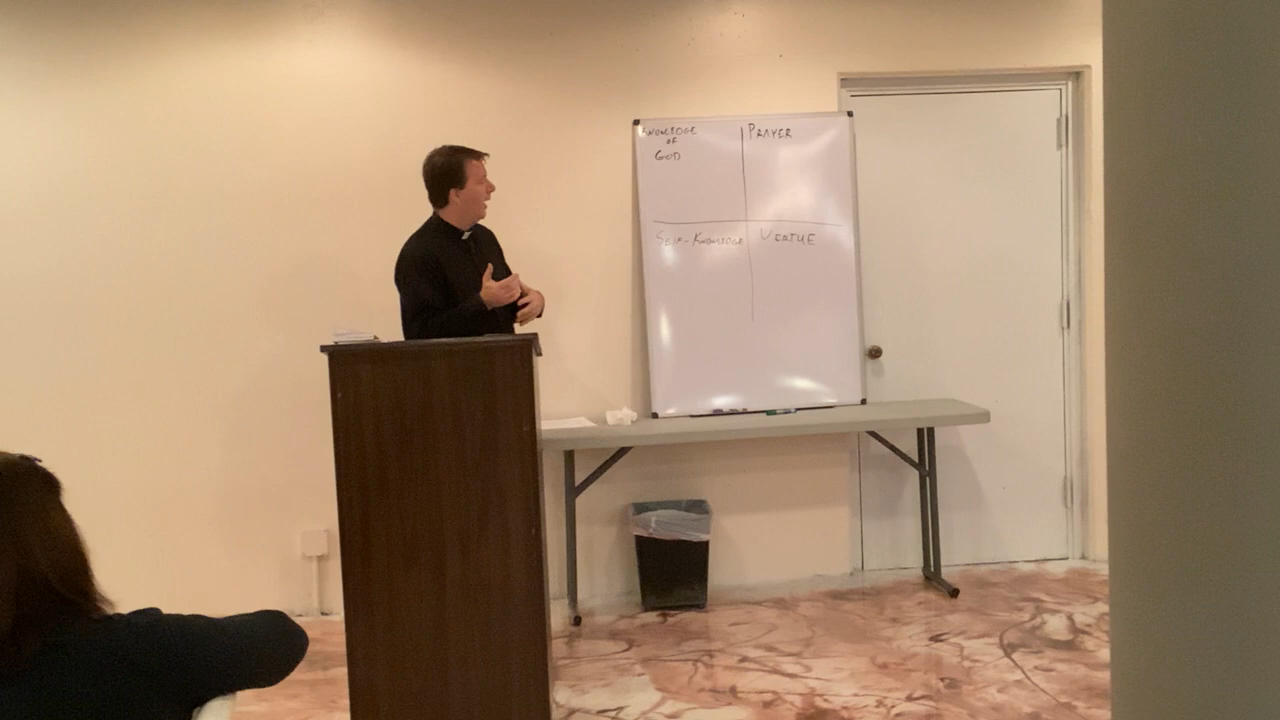 KNOWLEDGE
OF
GOD
PRAYER
SELF-KNOWLEDGE
VIRTUE